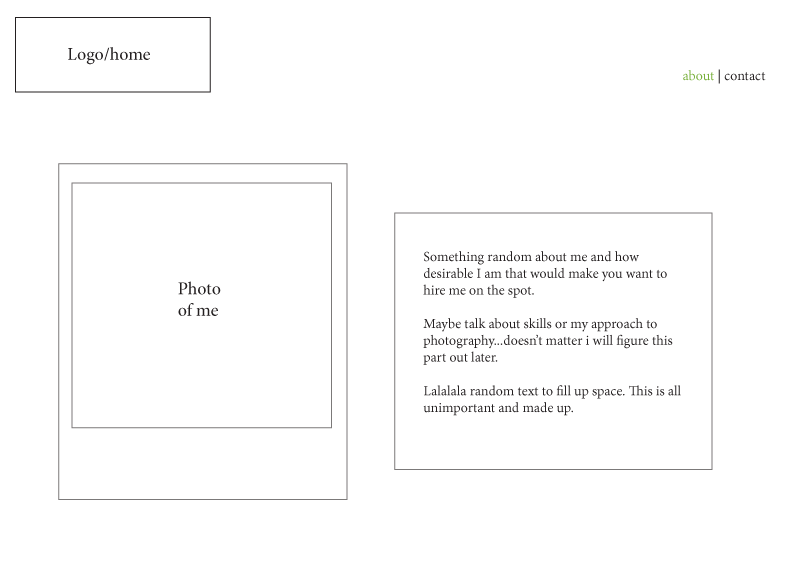 Logo/home
about | contact
Photo
of me
Something random about me and how
desirable I am that would make you want to
hire me on the spot.
Maybe talk about skills or my approach to
photography...doesn't matter i will figure this
part out later.
Lalalala random text to fill up space. This is all
unimportant and made up.